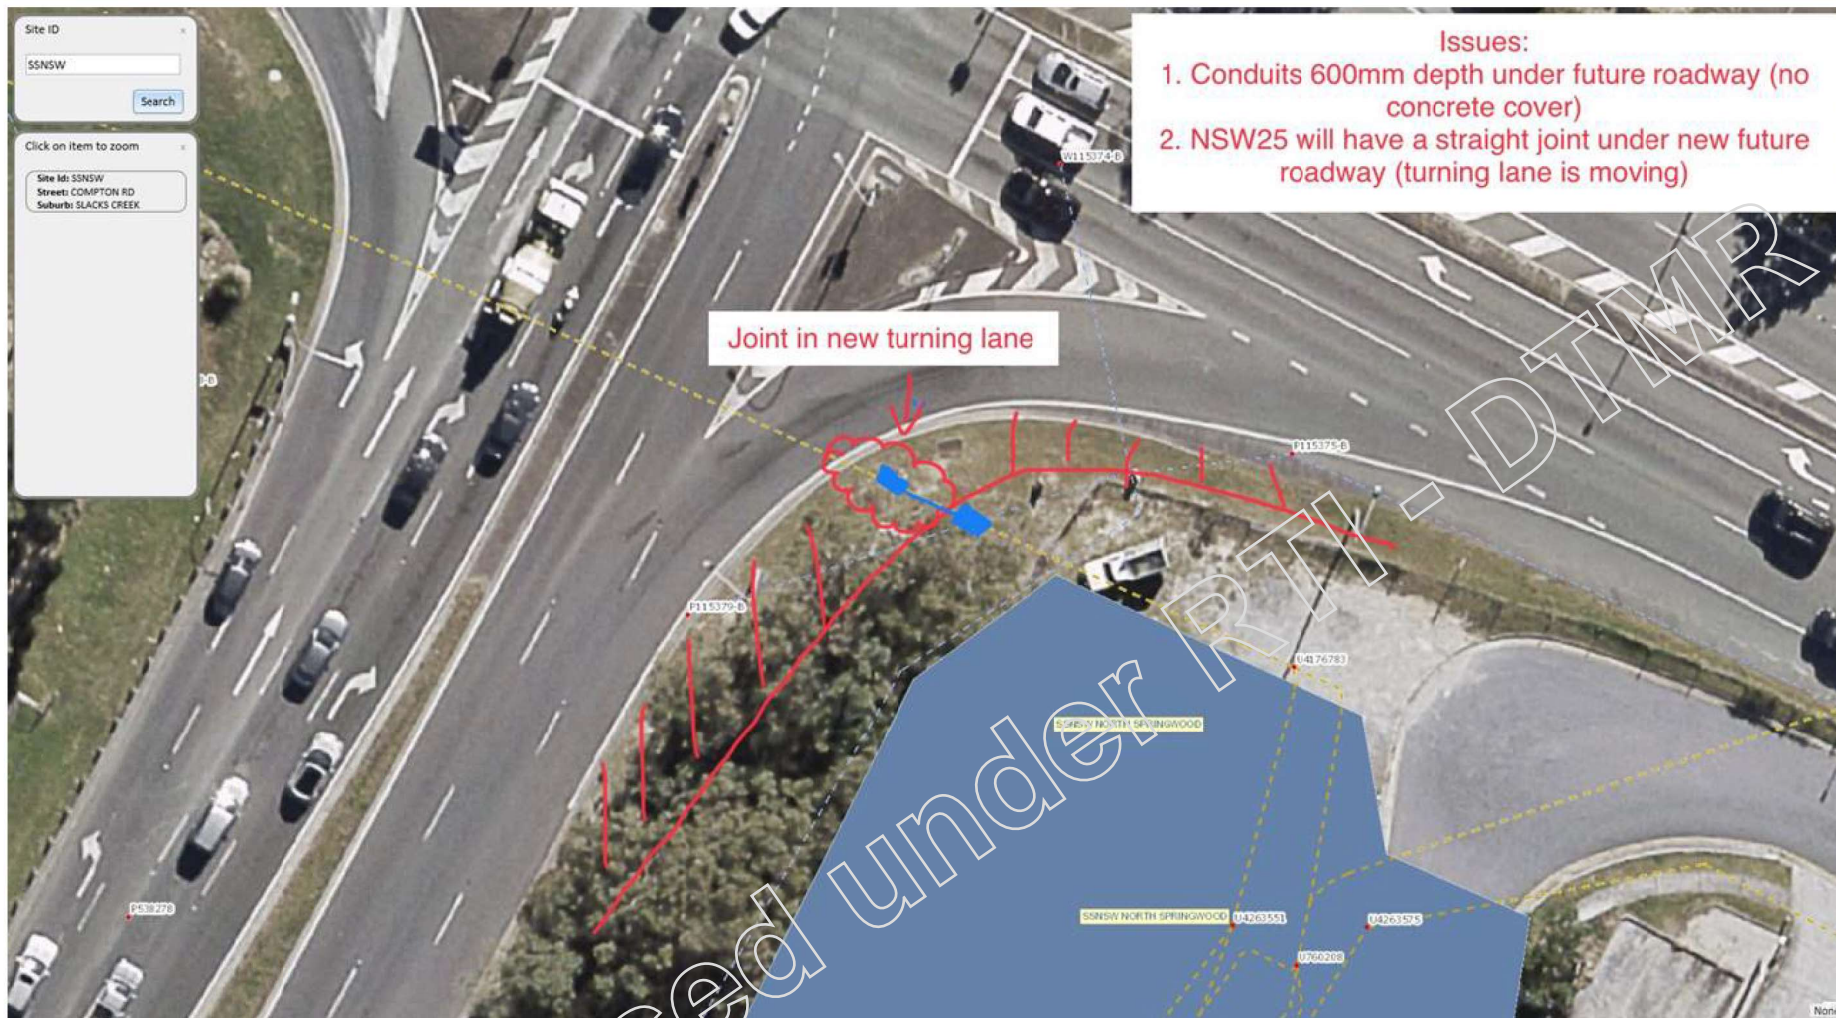 Site ID
SSNSW
Search
Click on item to zoom
Site Id: SSNSW
Street: COMPTON RD
Suburb: SLACKS CREEK
Issues:
1. Conduits 600mm depth under future roadway (no
concrete cover)
2. NSW25 will have a straight joint under new future
roadway (turning lane is moving)
W115374-B
Joint in new turning lane
P115375-B
P115379-B
U4176783
SSNSW NORTH SPRINGWOOD
SSNSW NORTH SPRINGWOOD
U4263551
U4263575
U760208
P538278
sed under RTI - DTMR